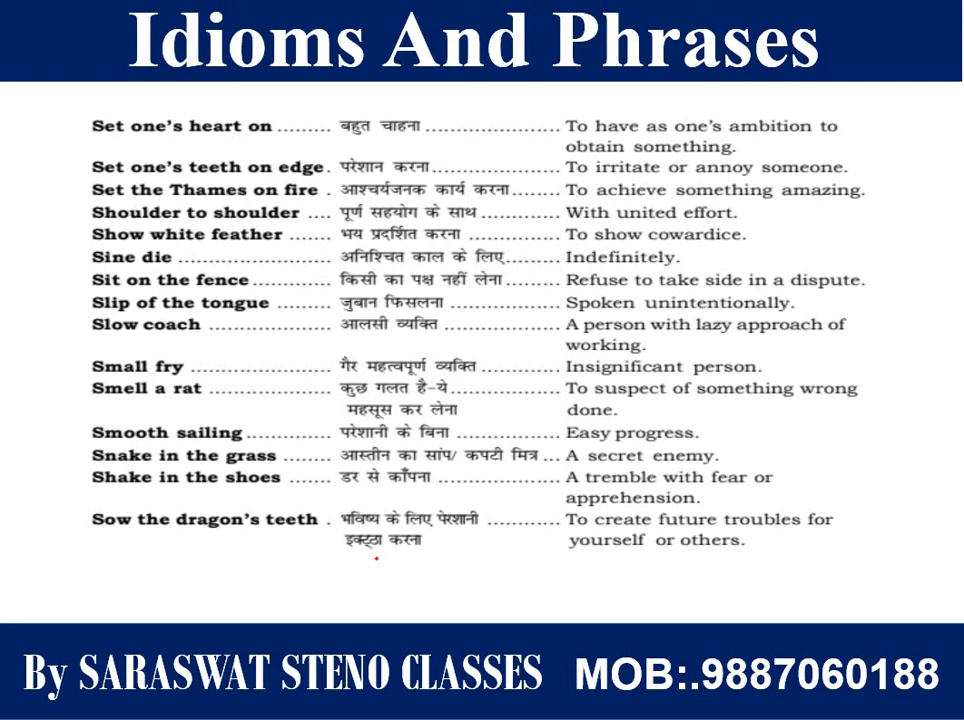 Idioms And Phrases
Set one's heart on ......... बहुत चाहना ...................... To have as one's ambition to
obtain something.
Set one's teeth on edge . परेशान करना..................... To irritate or annoy someone.
Set the Thames on fire . आश्चर्यजनक कार्य करना........ To achieve something amazing.
Shoulder to shoulder .... पूर्ण सहयोग के साथ ............. With united effort.
Show white feather ....... भय प्रदर्शित करना ............... To show cowardice.
Sine die ...................... अनिश्चित काल के लिए......... Indefinitely.
Sit on the fence ............. किसी का पक्ष नहीं लेना ......... Refuse to take side in a dispute.
Slip of the tongue ......... जुबान फिसलना .................. Spoken unintentionally.
Slow coach .................. आलसी व्यक्ति ................... A person with lazy approach of
working.
Small fry ..................... गैर महत्वपूर्ण व्यक्ति ............. Insignificant person.
Smell a rat .................. कुछ गलत है-ये.................. To suspect of something wrong
महसूस कर लेना done.
Smooth sailing .............. परेशानी के बिना ................. Easy progress.
Snake in the grass ........ आस्तीन का सांप/ कपटी मित्र ... A secret enemy.
Shake in the shoes ....... डर से काँपना .................... A tremble with fear or
apprehension.
Sow the dragon's teeth . भविष्य के लिए पेरशानी ............ To create future troubles for
इक्ट्ठा करना yourself or others.
By SARASWAT STENO CLASSES MOB:.9887060188